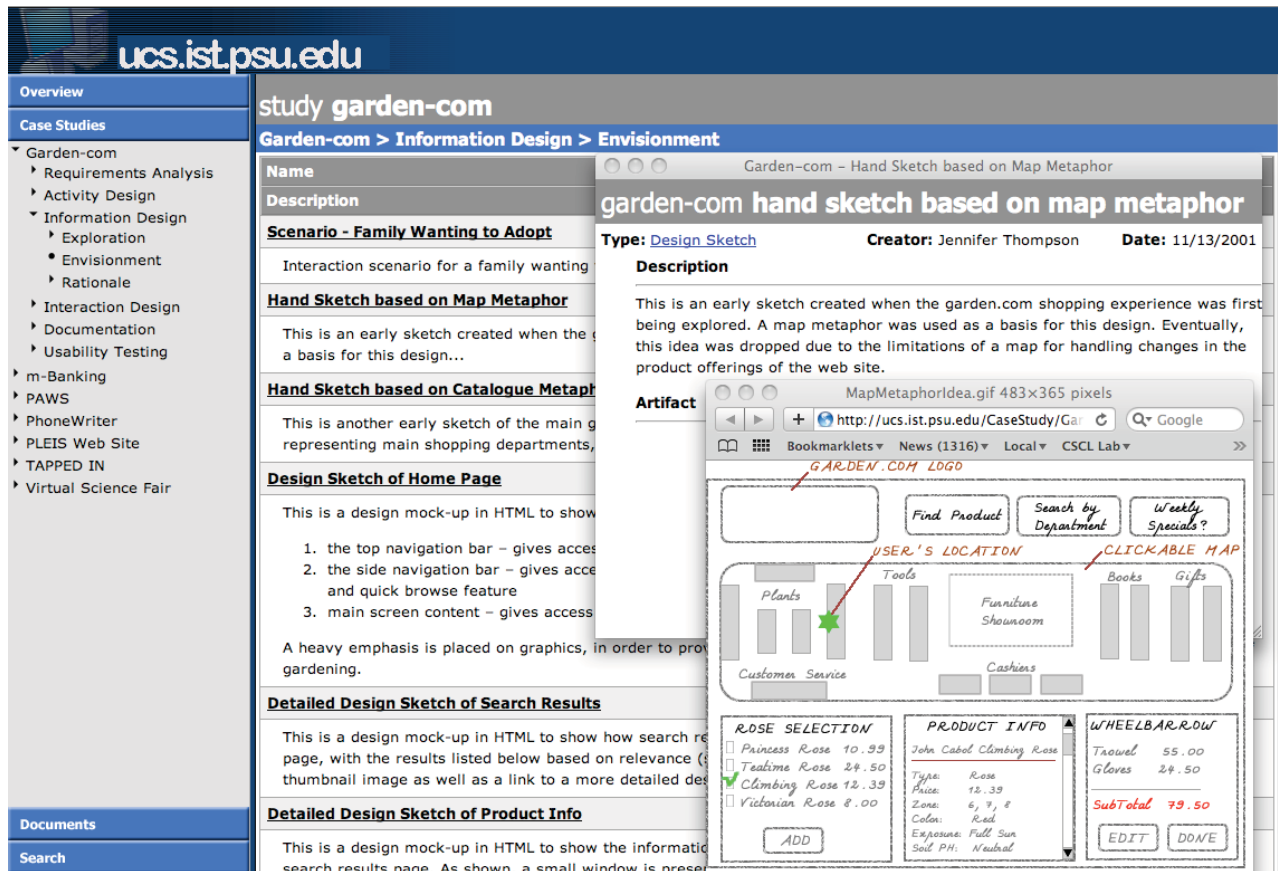 ucs.ist.psu.edu
Overview
Case Studies
Garden-com
Requirements Analysis
Activity Design
Information Design
Exploration
Envisionment
Rationale
Interaction Design
Documentation
Usability Testing
m-Banking
PAWS
PhoneWriter
PLEIS Web Site
TAPPED IN
Virtual Science Fair
Documents
Search
study garden-com
Garden-com > Information Design > Envisionment
Name
Description
Scenario - Family Wanting to Adopt
Interaction scenario for a family wanting
Hand Sketch based on Map Metaphor
This is an early sketch created when the
a basis for this design...
Hand Sketch based on Catalogue Metaph
This is another early sketch of the main
representing main shopping departments,
Design Sketch of Home Page
This is a design mock-up in HTML to show
1. the top navigation bar – gives acces
2. the side navigation bar – gives acce
and quick browse feature
3. main screen content – gives access
A heavy emphasis is placed on graphics, in order to prov
gardening.
Detailed Design Sketch of Search Results
This is a design mock-up in HTML to show how search re
page, with the results listed below based on relevance (
thumbnail image as well as a link to a more detailed des
Detailed Design Sketch of Product Info
This is a design mock-up in HTML to show the informatic
search results page. As shown, a small window is prese
Garden-com – Hand Sketch based on Map Metaphor
garden-com hand sketch based on map metaphor
Type: Design Sketch Creator: Jennifer Thompson Date: 11/13/2001
Description
This is an early sketch created when the garden.com shopping experience was first
being explored. A map metaphor was used as a basis for this design. Eventually,
this idea was dropped due to the limitations of a map for handling changes in the
product offerings of the web site.
Artifact
MapMetaphorIdea.gif 483×365 pixels
http://ucs.ist.psu.edu/CaseStudy/Gar
Google
Bookmarklets News (1316) Local CSCL Lab
GARDEN.COM LOGO
Find Product
Search by
Department
Weekly
Specials?
USER'S LOCATION
CLICKABLE MAP
Plants
Tools
Furniture
Showroom
Books
Gifts
Customer Service
Cashiers
ROSE SELECTION
Princess Rose 10.99
Teatime Rose 24.50
Climbing Rose 12.39
Victorian Rose 8.00
ADD
PRODUCT INFO
John Cabol Climbing Rose
Type: Rose
Price: 12.39
Zone: 6, 7, 8
Color: Red
Exposure: Full Sun
Soil PH: Neutral
WHEELBARROW
Trowel 55.00
Gloves 24.50
SubTotal 79.50
EDIT
DONE